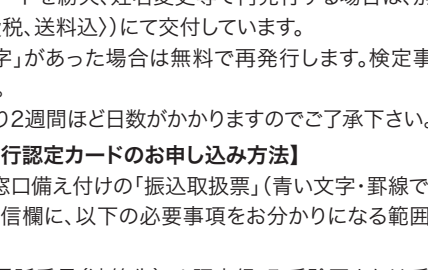 を紛失、姓名変更等で再発行する場合は、
税、送料込〉）にて交付しています。
字」があった場合は無料で再発行します。検定事
。
り2週間ほど日数がかかりますのでご了承下さい。
行認定カードのお申し込み方法】
窓口備え付けの「振込取扱票」（青い文字・罫線で
信欄に、以下の必要事項をお分かりになる範囲